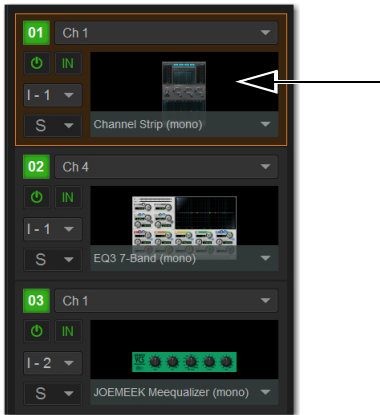 01 Ch 1
IN
I - 1
S Channel Strip (mono)
02 Ch 4
IN
I - 1
S EQ3 7-Band (mono)
03 Ch 1
IN
I - 2
S JOEMEEK Meequalizer (mono)